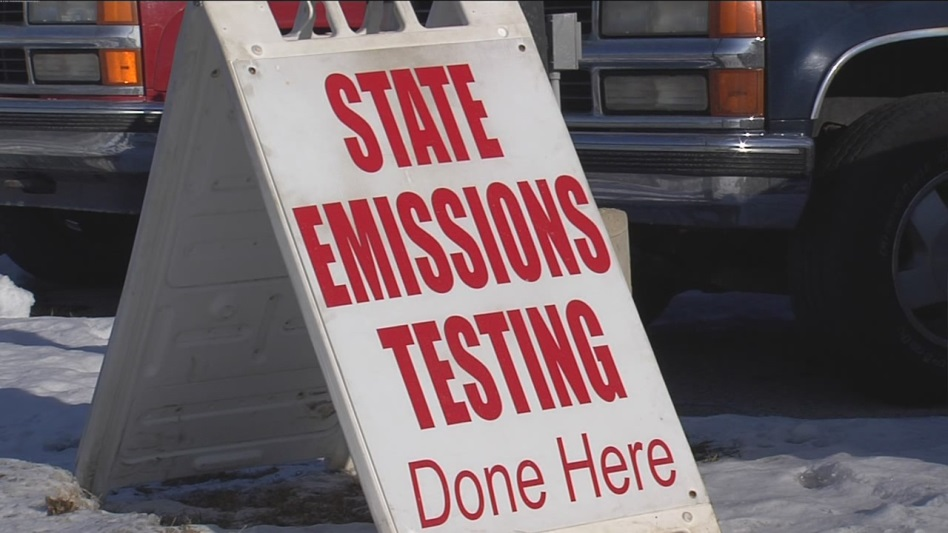 STATE
EMISSIONS
TESTING
Done Here